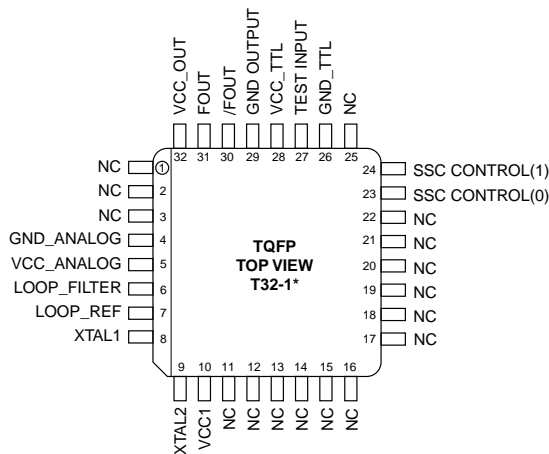 VCC_OUT
FOUT
/FOUT
GND OUTPUT
VCC_TTL
TEST INPUT
GND_TTL
NC
32 31 30 29 28 27 26 25
NC 1
NC 2
NC 3
GND_ANALOG 4
VCC_ANALOG 5
LOOP_FILTER 6
LOOP_REF 7
XTAL1 8
TQFP
TOP VIEW
T32-1*
24 SSC CONTROL(1)
23 SSC CONTROL(0)
22 NC
21 NC
20 NC
19 NC
18 NC
17 NC
9 10 11 12 13 14 15 16
XTAL2
VCC1
NC
NC
NC
NC
NC
NC